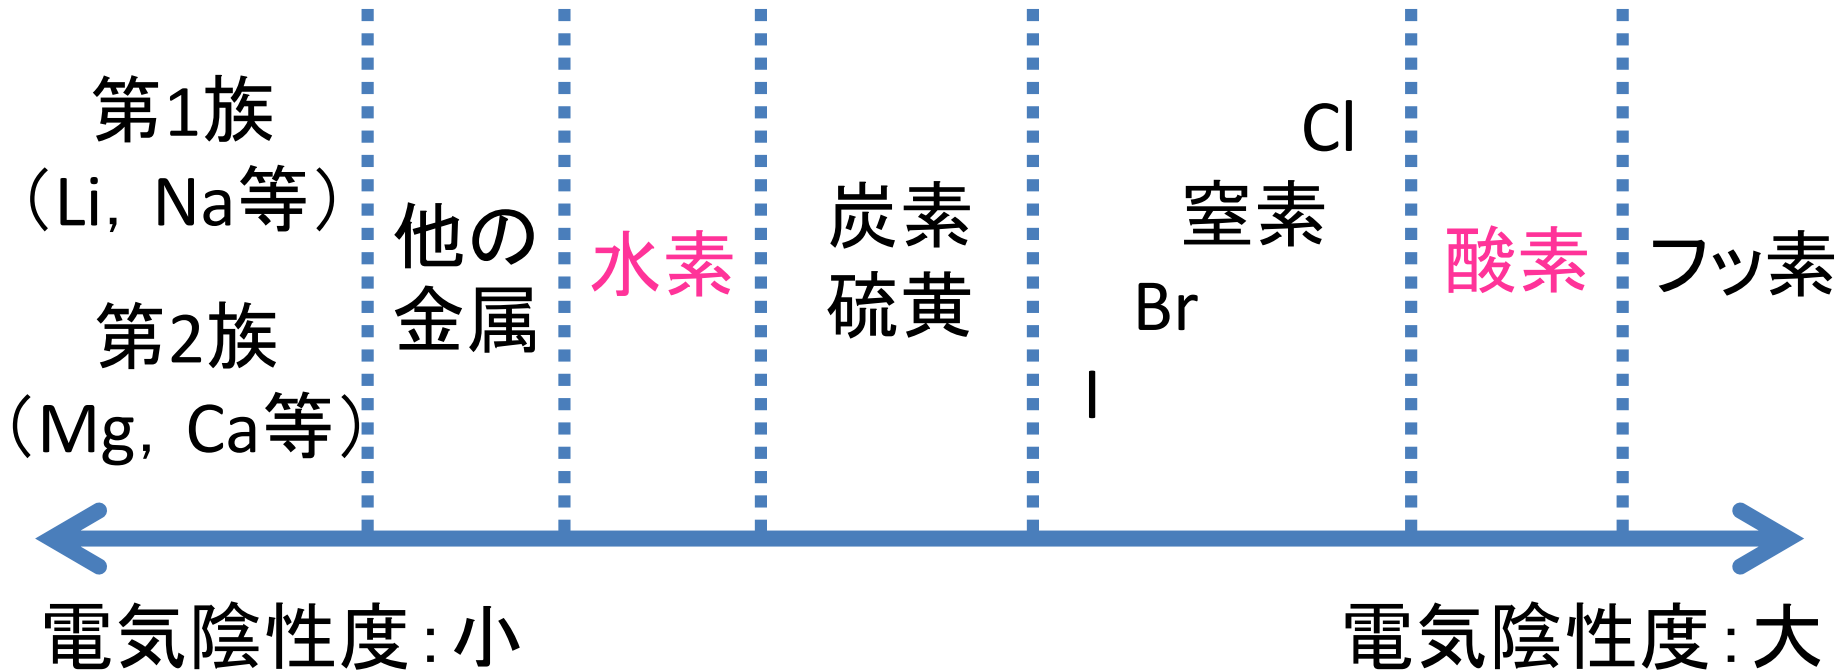 第1族
（Li, Na等）
第2族
（Mg, Ca等）
他の
金属
水素
炭素
硫黄
Cl
窒素
Br
I
酸素
フッ素
電気陰性度：小
電気陰性度：大